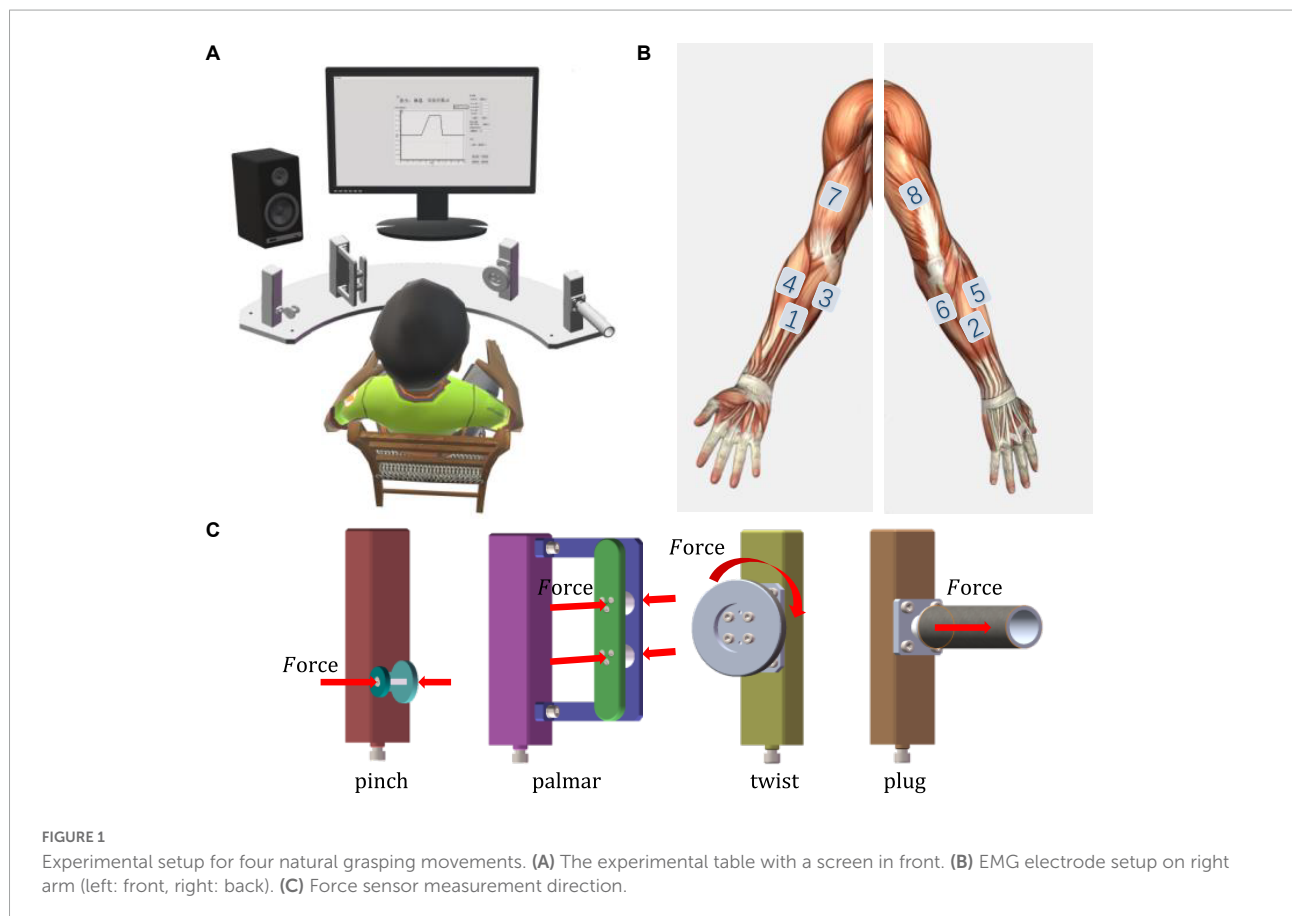 A
B
7
8
4
3
1
5
6
2
C
Force
Force
Force
Force
pinch
palmar
twist
plug
FIGURE 1
Experimental setup for four natural grasping movements. (A) The experimental table with a screen in front. (B) EMG electrode setup on right
arm (left: front, right: back). (C) Force sensor measurement direction.